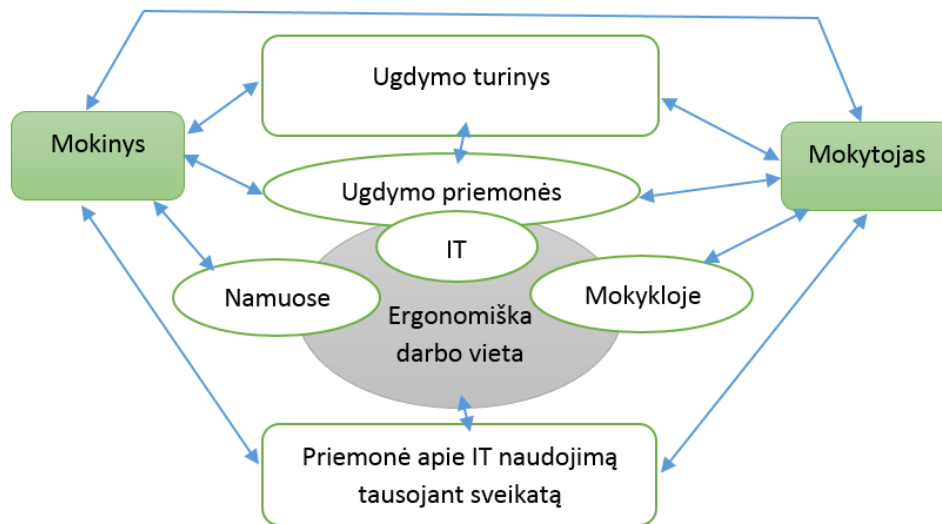 Ugdymo turinys
Mokinys
Mokytojas
Ugdymo priemonės
IT
Namuose
Mokykloje
Ergonomiška
darbo vieta
Priemonė apie IT naudojimą
tausojant sveikatą